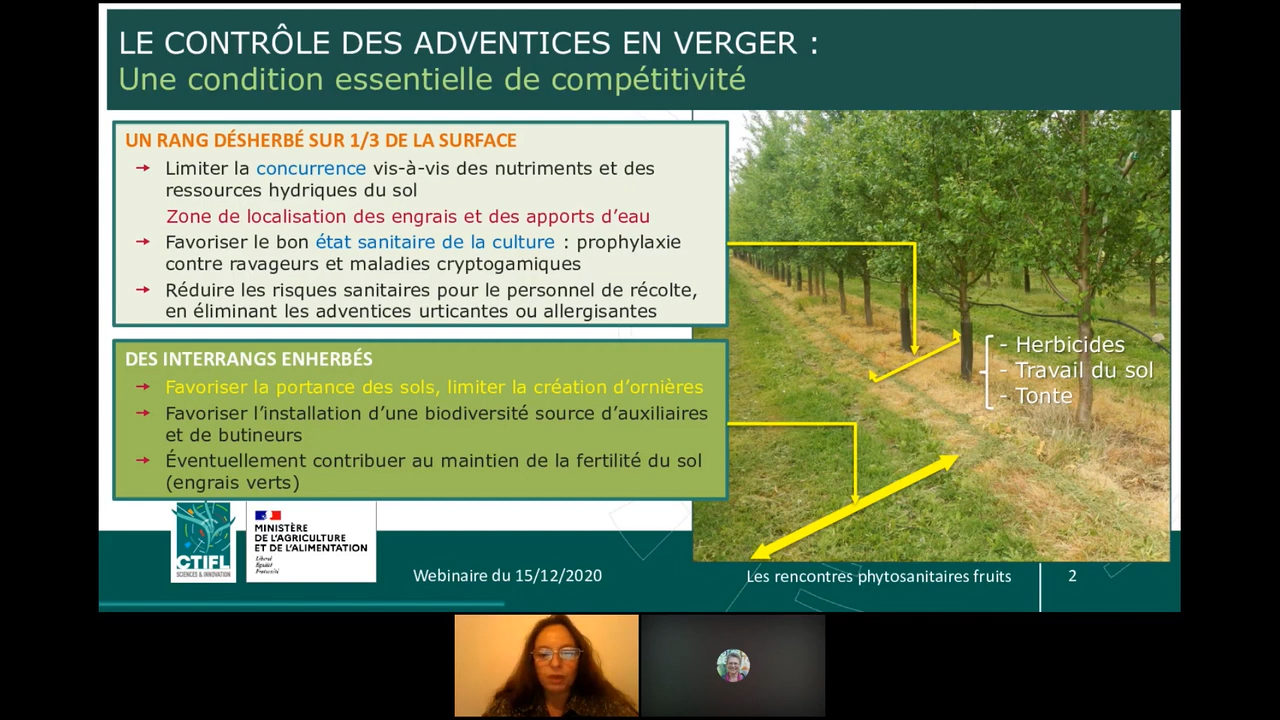 LE CONTRÔLE DES ADVENTICES EN VERGER :
Une condition essentielle de compétitivité
UN RANG DÉSHERBÉ SUR 1/3 DE LA SURFACE
→ Limiter la concurrence vis-à-vis des nutriments et des
ressources hydriques du sol
Zone de localisation des engrais et des apports d'eau
→ Favoriser le bon état sanitaire de la culture : prophylaxie
contre ravageurs et maladies cryptogamiques
→ Réduire les risques sanitaires pour le personnel de récolte,
en éliminant les adventices urticantes ou allergisantes
DES INTERRANGS ENHERBÉS
→ Favoriser la portance des sols, limiter la création d'ornières
→ Favoriser l'installation d'une biodiversité source d'auxiliaires
et de butineurs
→ Éventuellement contribuer au maintien de la fertilité du sol
(engrais verts)
- Herbicides
- Travail du sol
- Tonte
CTIFL
SCIENCES & INNOVATION
MINISTÈRE
DE L'AGRICULTURE
ET DE L'ALIMENTATION
Liberté
Égalité
Fraternité
Webinaire du 15/12/2020
Les rencontres phytosanitaires fruits
2